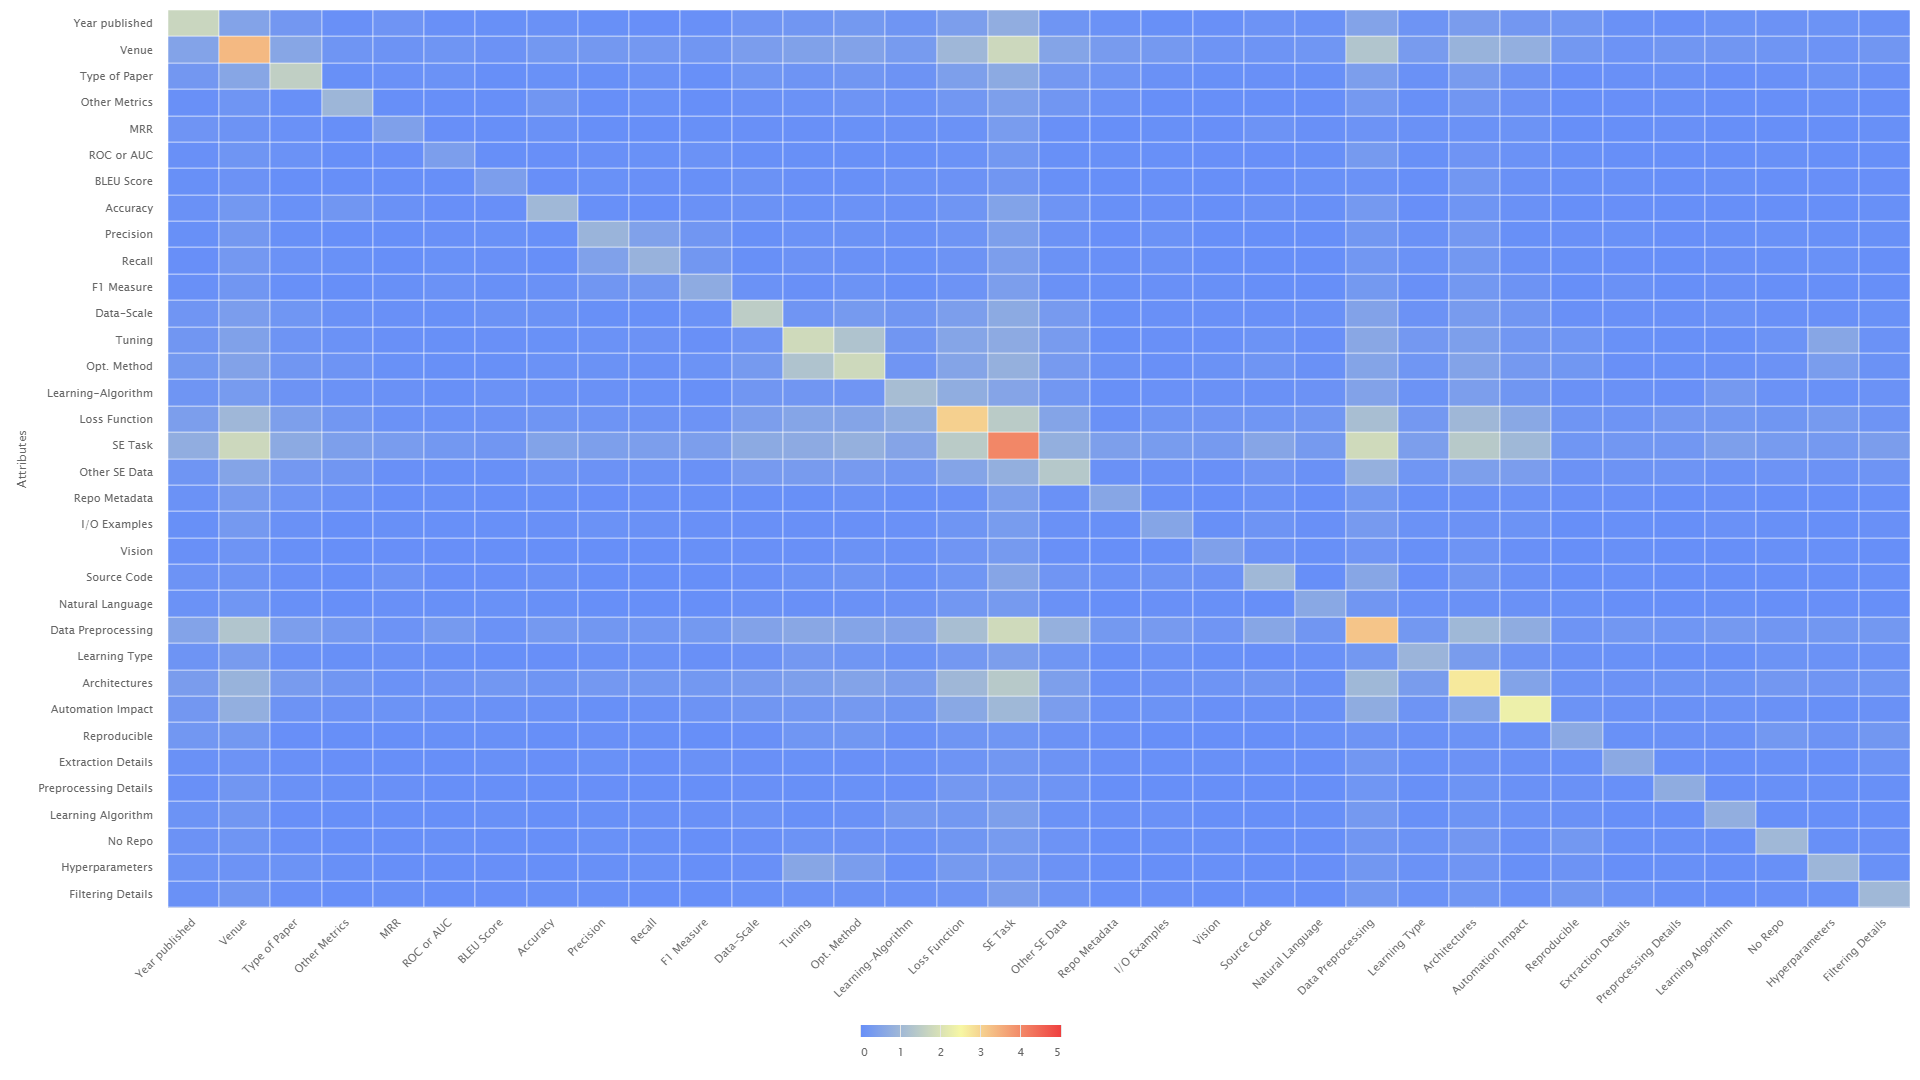 Year published
Venue
Type of Paper
Other Metrics
MRR
ROC or AUC
BLEU Score
Accuracy
Precision
Recall
F1 Measure
Data-Scale
Tuning
Opt. Method
Learning-Algorithm
Loss Function
SE Task
Other SE Data
Repo Metadata
I/O Examples
Vision
Source Code
Natural Language
Data Preprocessing
Learning Type
Architectures
Automation Impact
Reproducible
Extraction Details
Preprocessing Details
Learning Algorithm
No Repo
Hyperparameters
Filtering Details
Attributes
Year published
Venue
Type of Paper
Other Metrics
MRR
ROC or AUC
BLEU Score
Accuracy
Precision
Recall
F1 Measure
Data-Scale
Tuning
Opt. Method
Learning-Algorithm
Loss Function
SE Task
Other SE Data
Repo Metadata
I/O Examples
Vision
Source Code
Natural Language
Data Preprocessing
Learning Type
Architectures
Automation Impact
Reproducible
Extraction Details
Preprocessing Details
Learning Algorithm
No Repo
Hyperparameters
Filtering Details
0 1 2 3 4 5